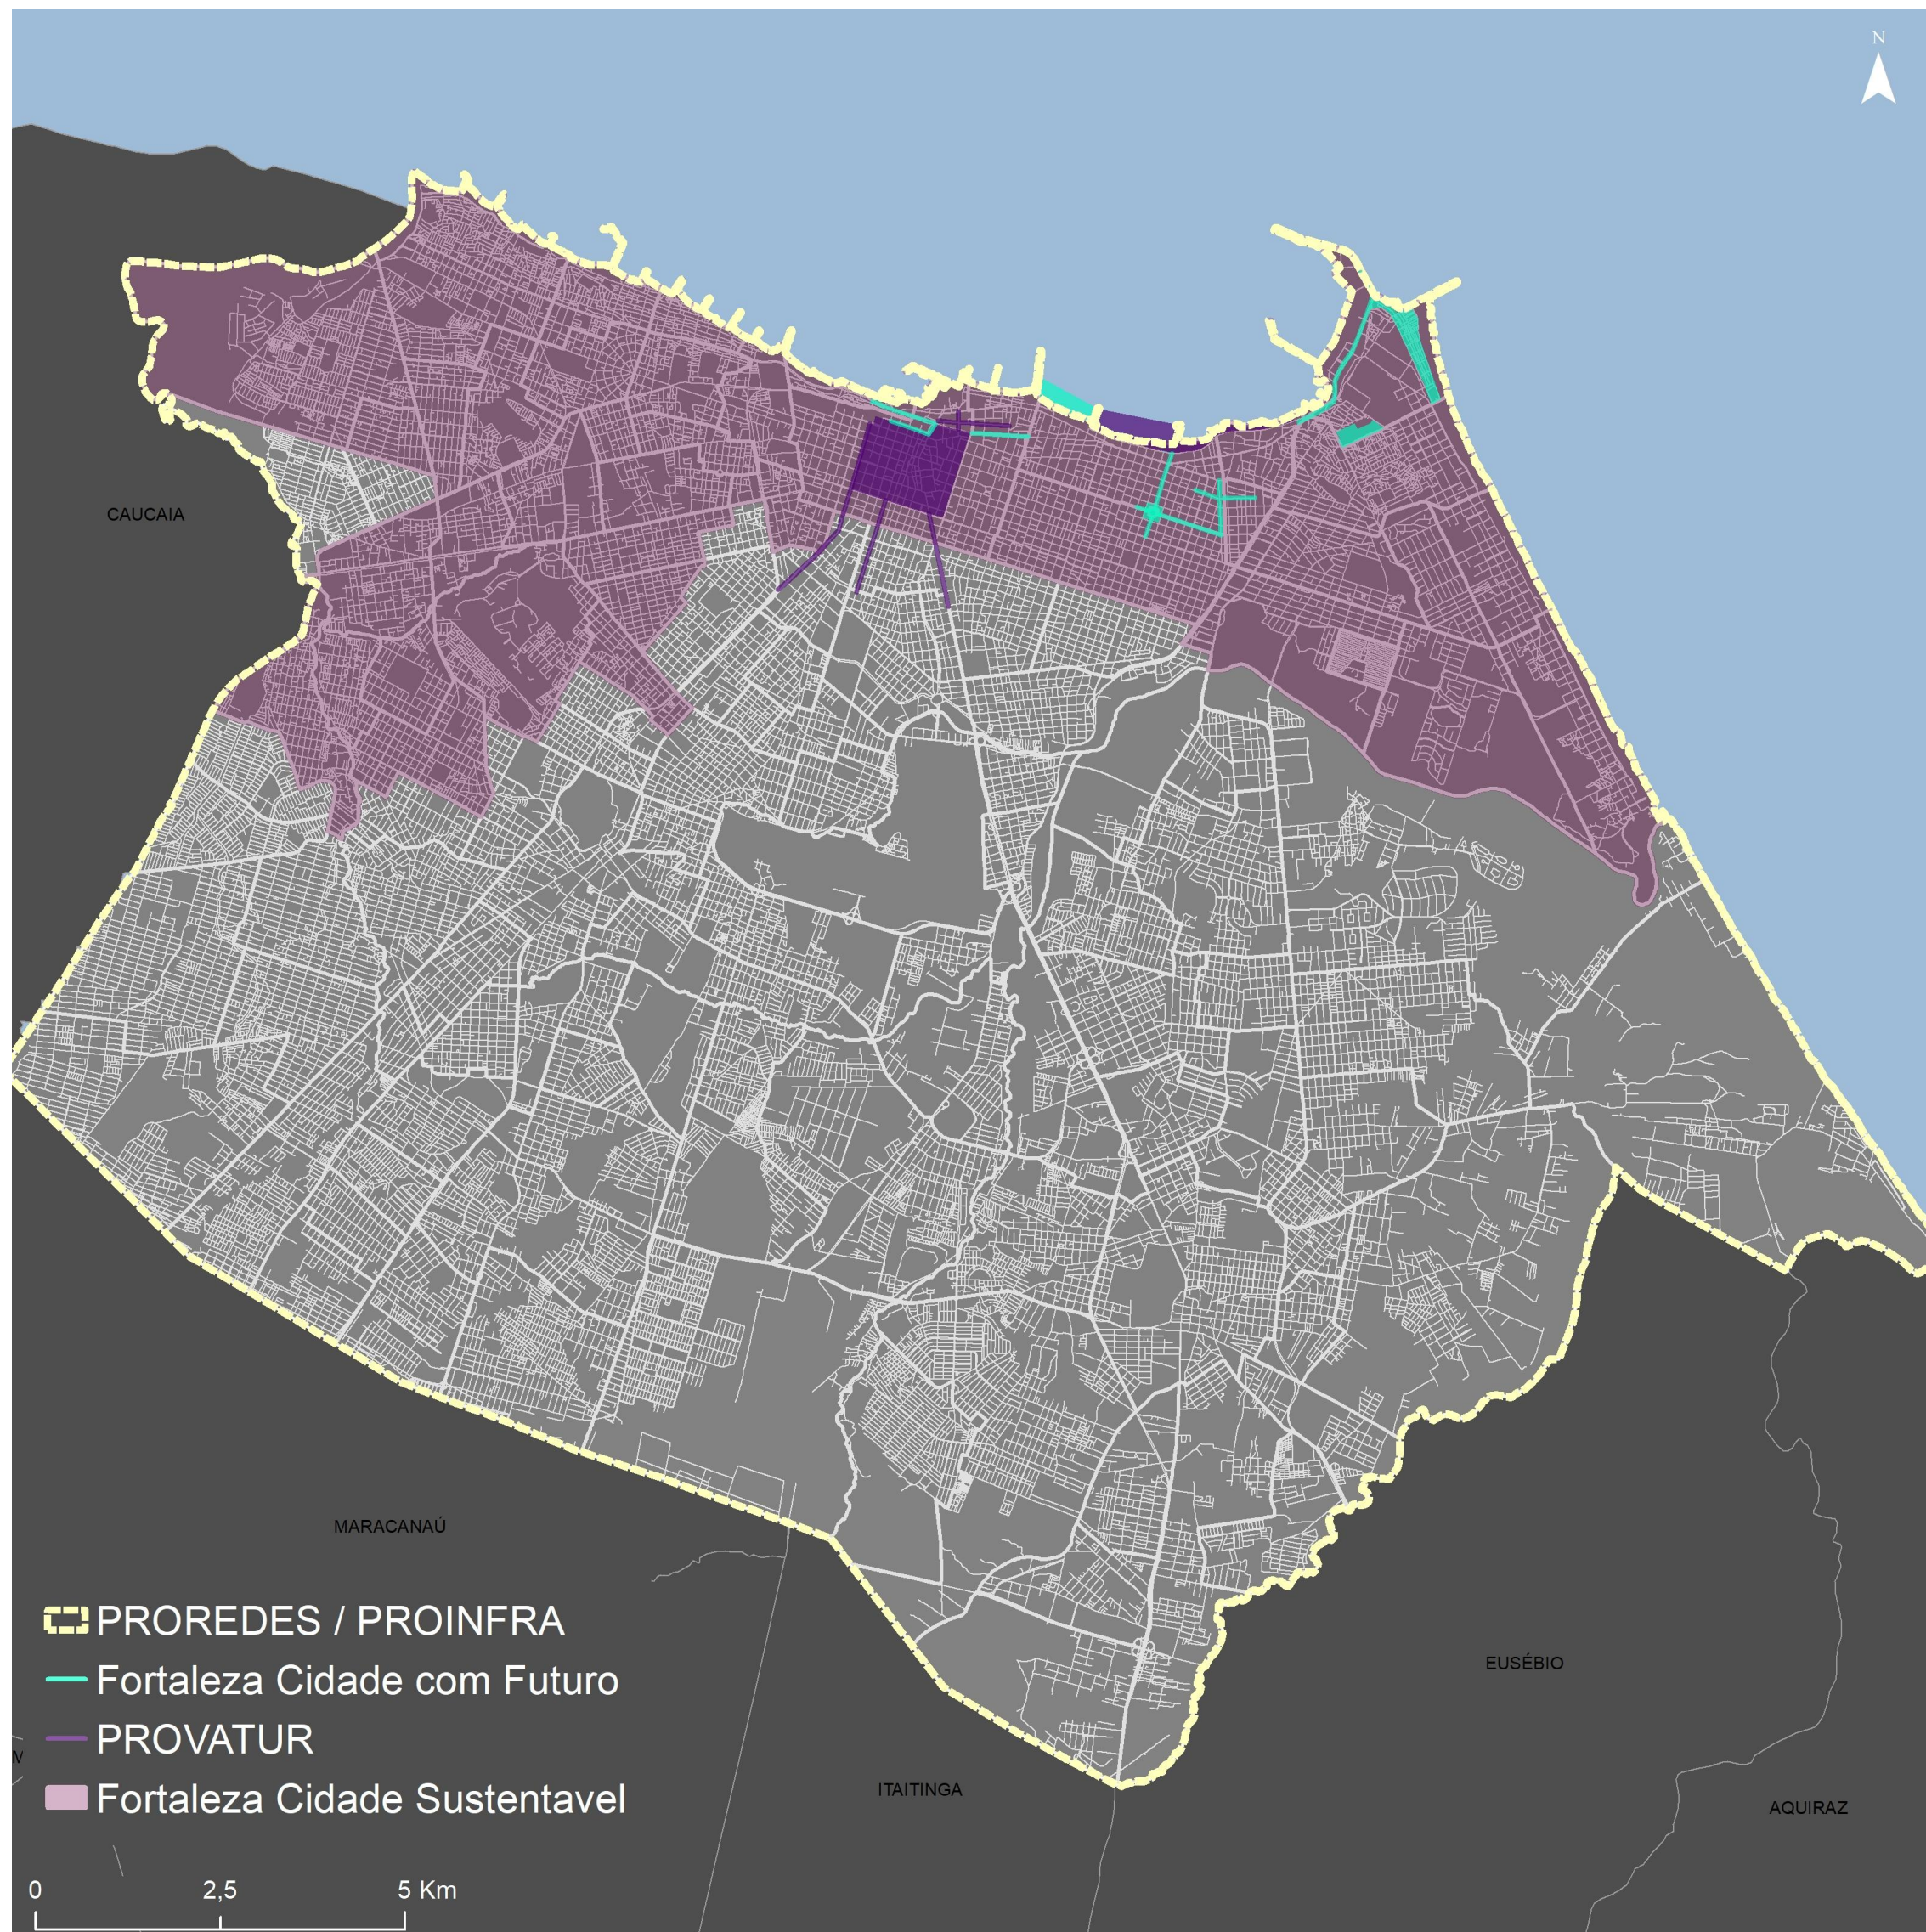 N
CAUCAIA
MARACANAÚ
PROREDES / PROINFRA
Fortaleza Cidade com Futuro
EUSÉBIO
PROVATUR
M
ITAITINGA
Fortaleza Cidade Sustentavel
AQUIRAZ
0 2,5 5 Km